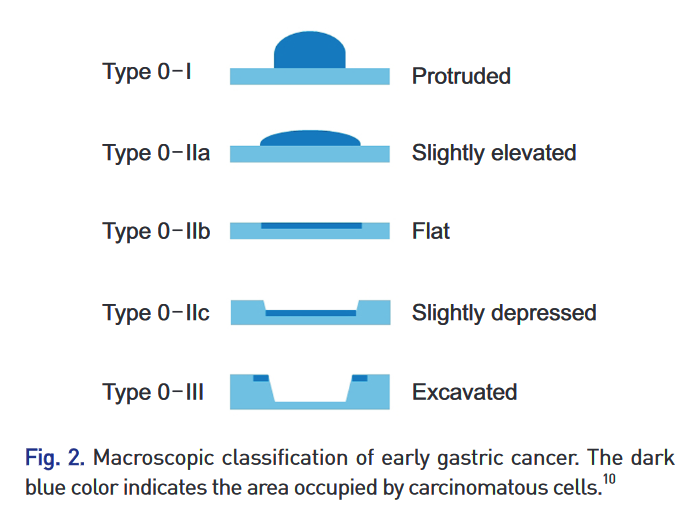 Type 0-I Protruded
Type 0-IIa Slightly elevated
Type 0-IIb Flat
Type 0-IIc Slightly depressed
Type 0-III Excavated
Fig. 2. Macroscopic classification of early gastric cancer. The dark
blue color indicates the area occupied by carcinomatous cells.10